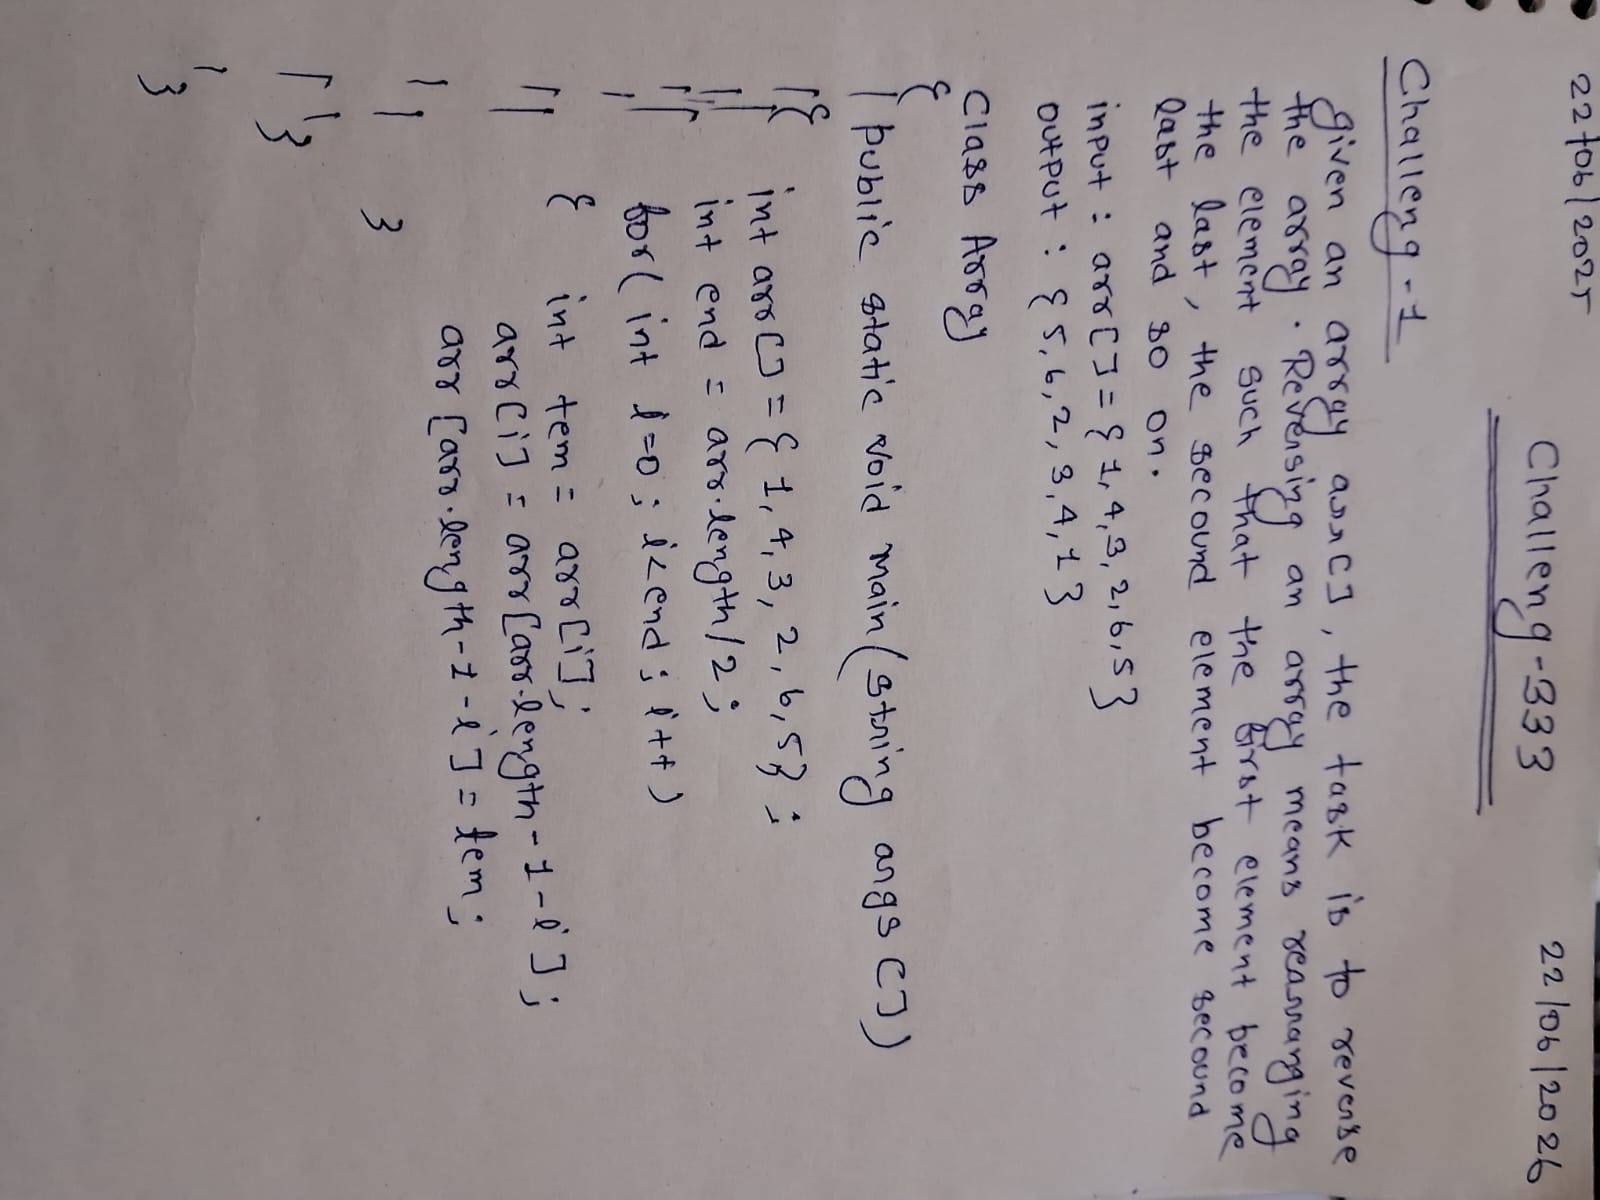 22/06/2025
Challeng-333
22/06/2026
Challeng-1
given an array arr[], the task is to reverse
the array. Reversing an array means rearranging
the element such that the first element become
the last, the secound element become secound
last and so on.
input : arr[] = {1,4,3,2,6,5}
output : {5,6,2,3,4,1}
Class Array
{
public static void main(string args[])
{
int arr[] = {1,4,3,2,6,5};
int end = arr.length/2;
for(int i=0; i<end; i++)
{ int tem = arr[i];
arr[i] = arr[arr.length-1-i];
arr[arr.length-1-i] = tem;
}
}
}